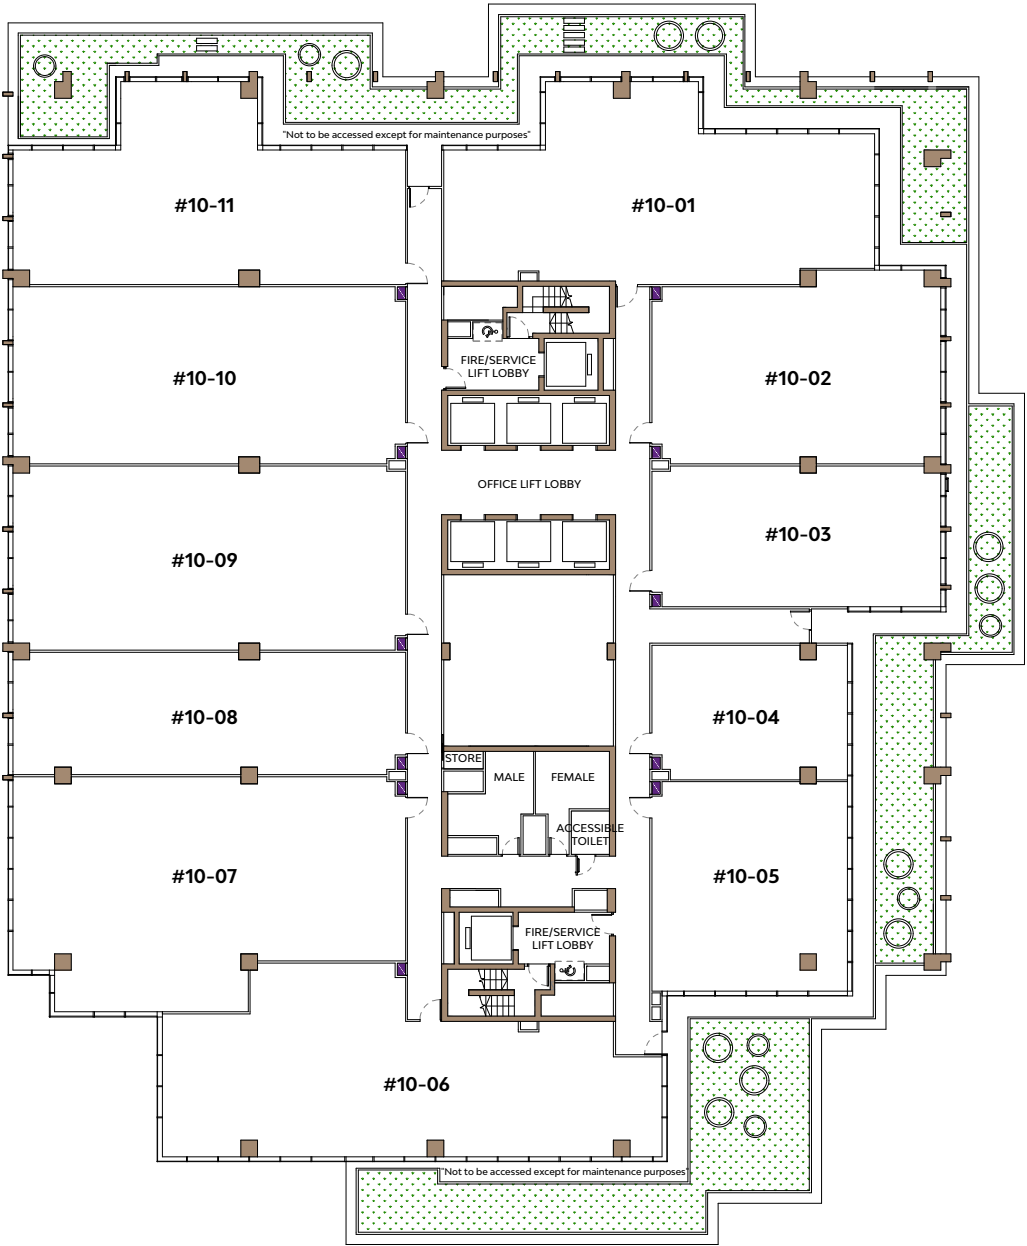 "Not to be accessed except for maintenance purposes"
#10-11
#10-01
FIRE/SERVICE
LIFT LOBBY
#10-10
#10-02
OFFICE LIFT LOBBY
#10-03
#10-09
#10-08
#10-04
STORE
MALE
FEMALE
ACCESSIBLE
TOILET
#10-07
#10-05
FIRE/SERVICE
LIFT LOBBY
#10-06
"Not to be accessed except for maintenance purposes"